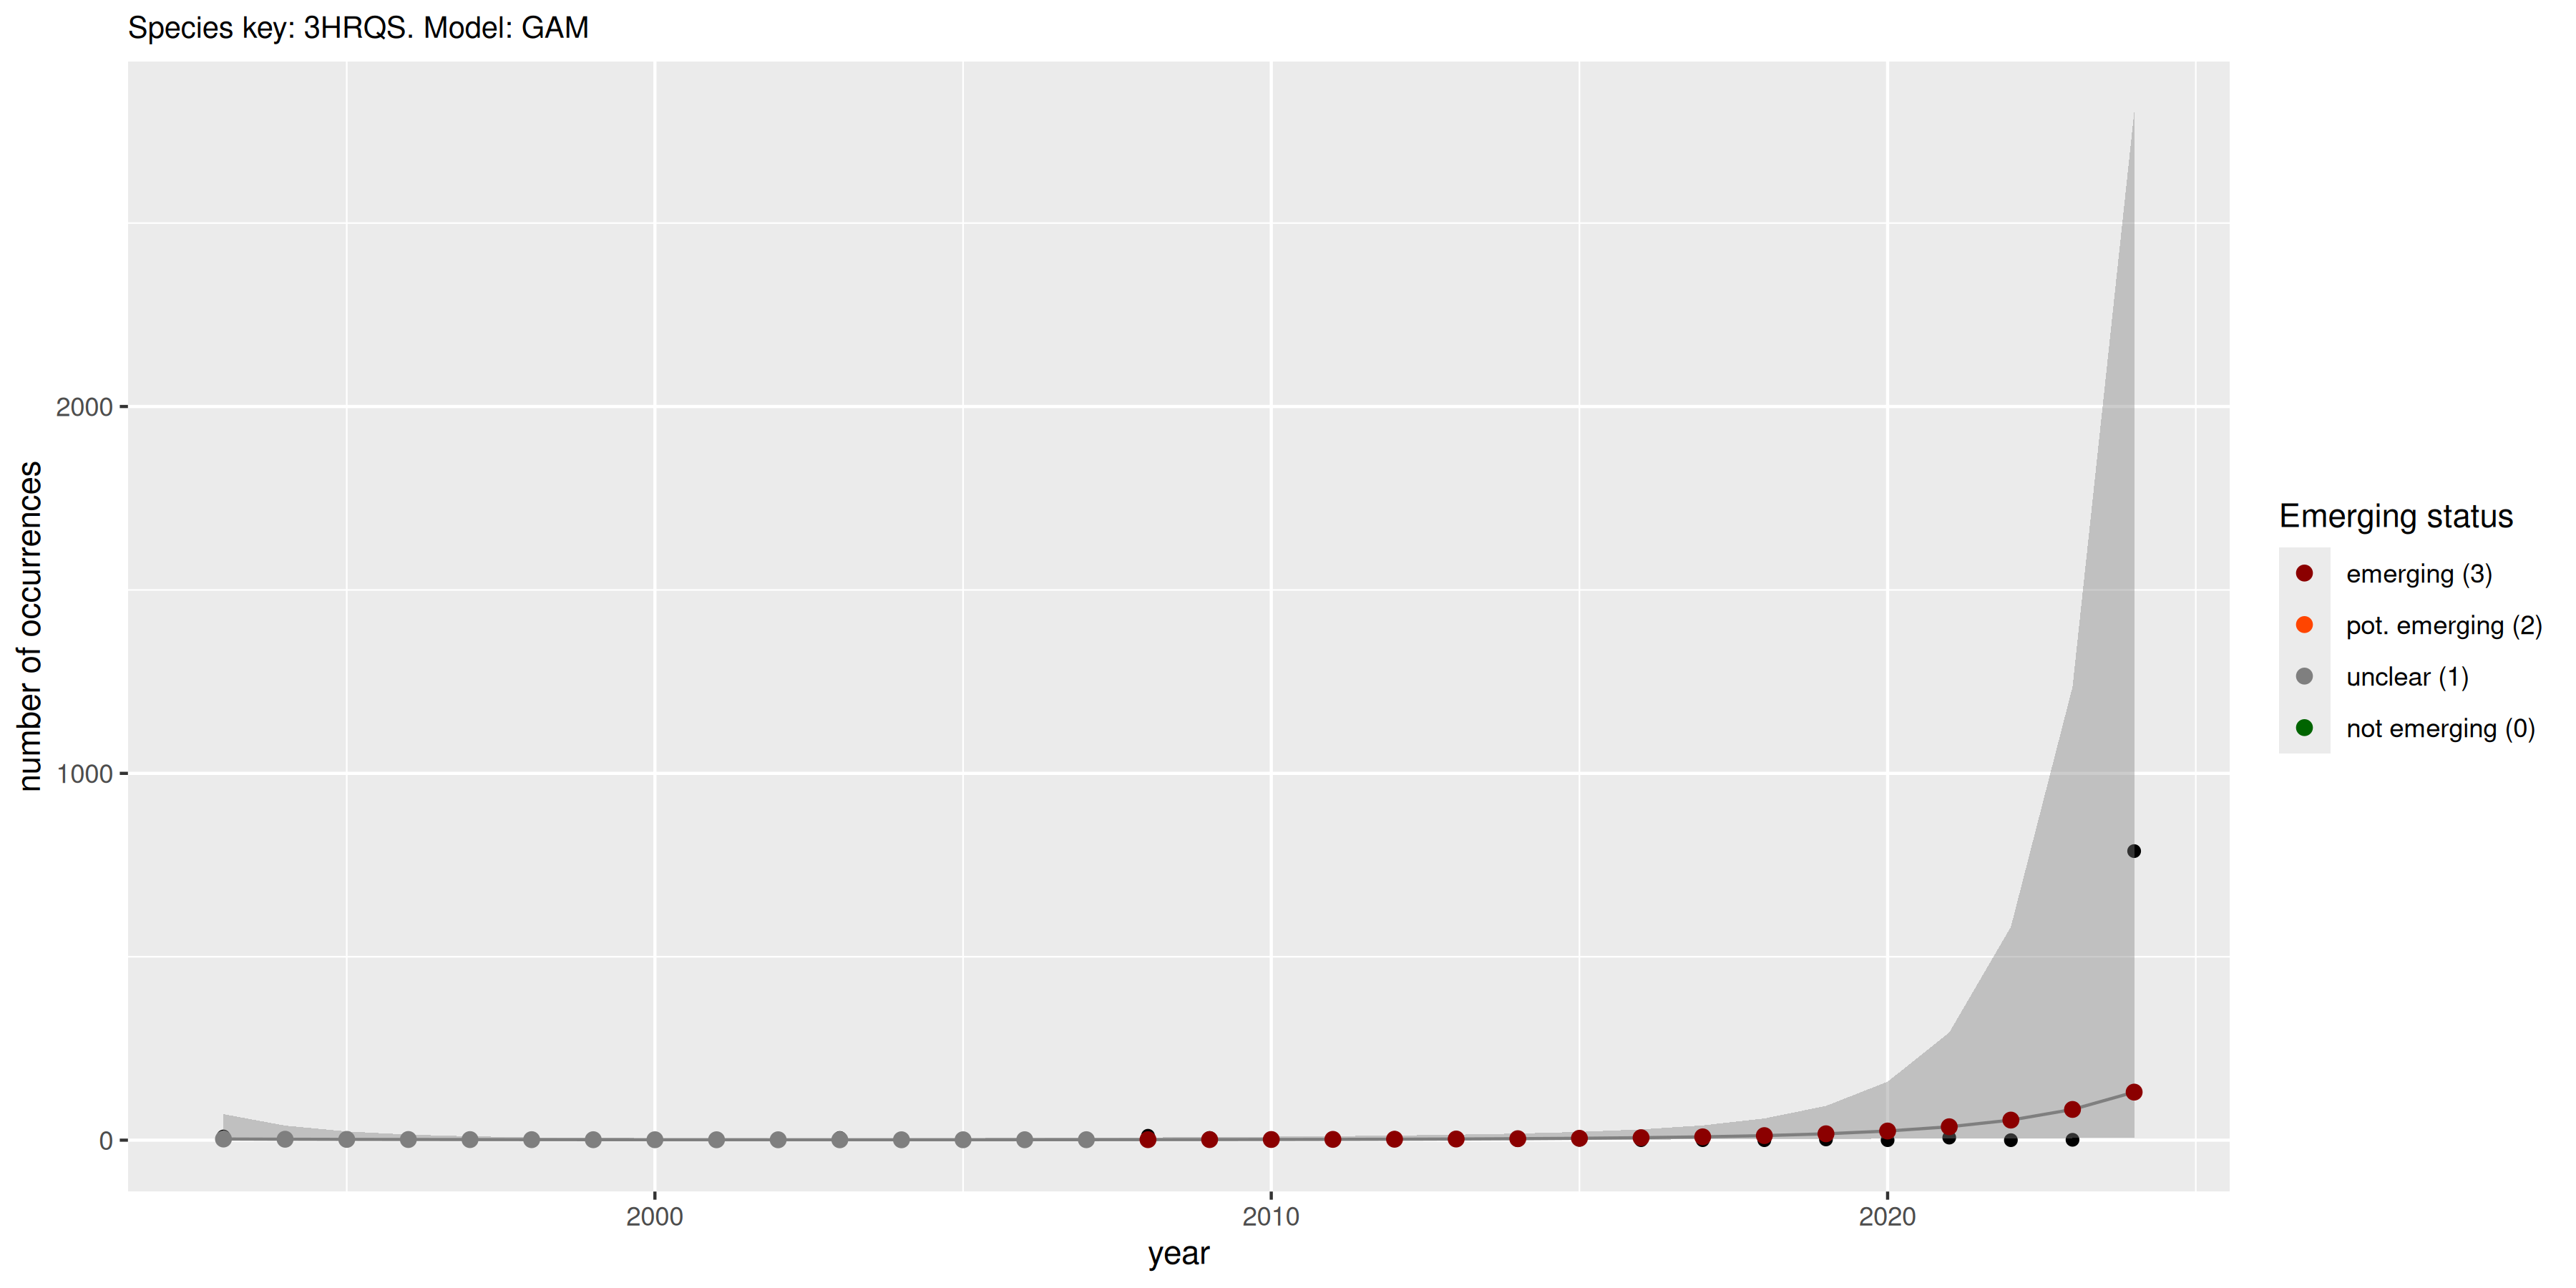 Species key: 3HRQS. Model: GAM
number of occurrences
2000
1000
0
2000
2010
2020
year
Emerging status
emerging (3)
pot. emerging (2)
unclear (1)
not emerging (0)